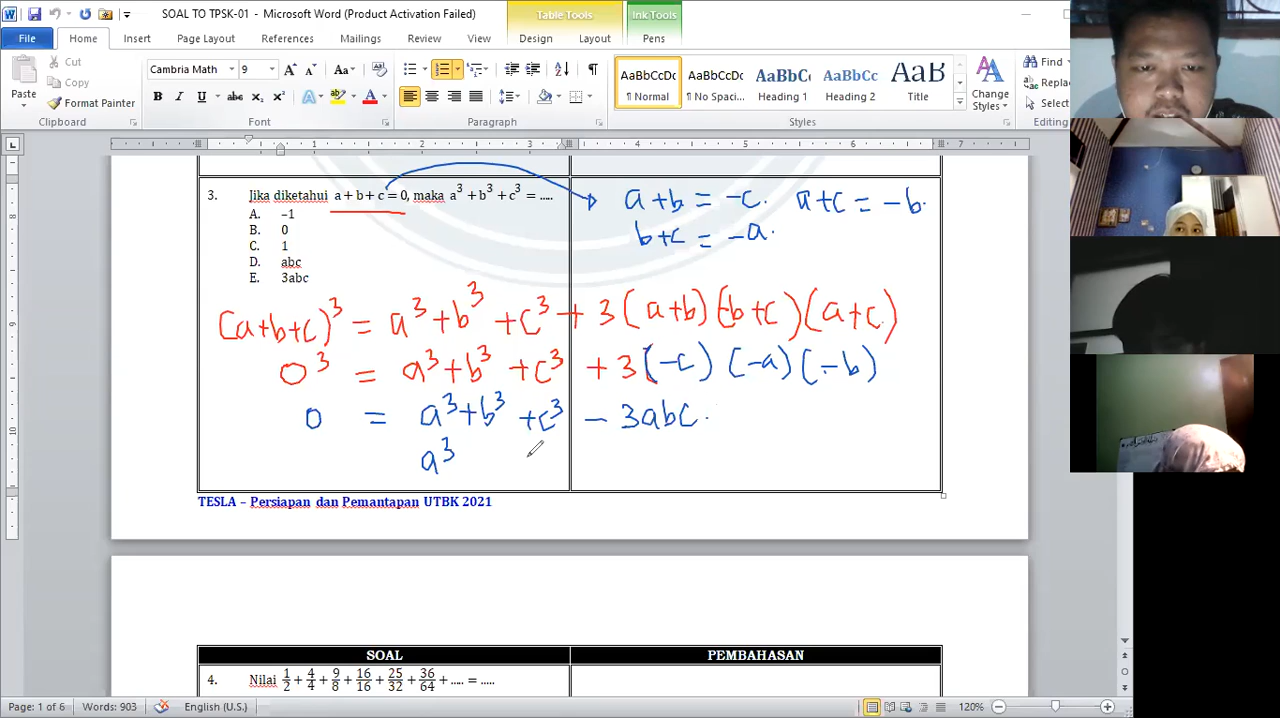 SOAL TO TPSK-01 - Microsoft Word (Product Activation Failed)
Table Tools
Ink Tools
File Home Insert Page Layout References Mailings Review View Design Layout Pens
Paste
Cut
Copy
Format Painter
Clipboard
Cambria Math 9
Font
Paragraph
AaBbCcDc
¶ Normal
AaBbCcDc
¶ No Spaci...
AaBbCc
Heading 1
AaBbCc
Heading 2
AaB
Title
Change
Styles
Styles
Find
Replace
Select
Editing
3. Jika diketahui a + b + c = 0, maka a³ + b³ + c³ = .....
A. −1
B. 0
C. 1
D. abc
E. 3abc
a+b = -c. a+c = -b.
b+c = -a.
(a+b+c)³ = a³+b³+c³+3(a+b)(b+c)(a+c)
0³ = a³+b³+c³+3(-c)(-a)(-b)
0 = a³+b³+c³-3abc.
a³
TESLA – Persiapan dan Pemantapan UTBK 2021
SOAL PEMBAHASAN
4. Nilai 1/2 + 4/4 + 9/8 + 16/16 + 25/32 + 36/64 + ..... = .....
Page: 1 of 6 Words: 903 English (U.S.) 120%